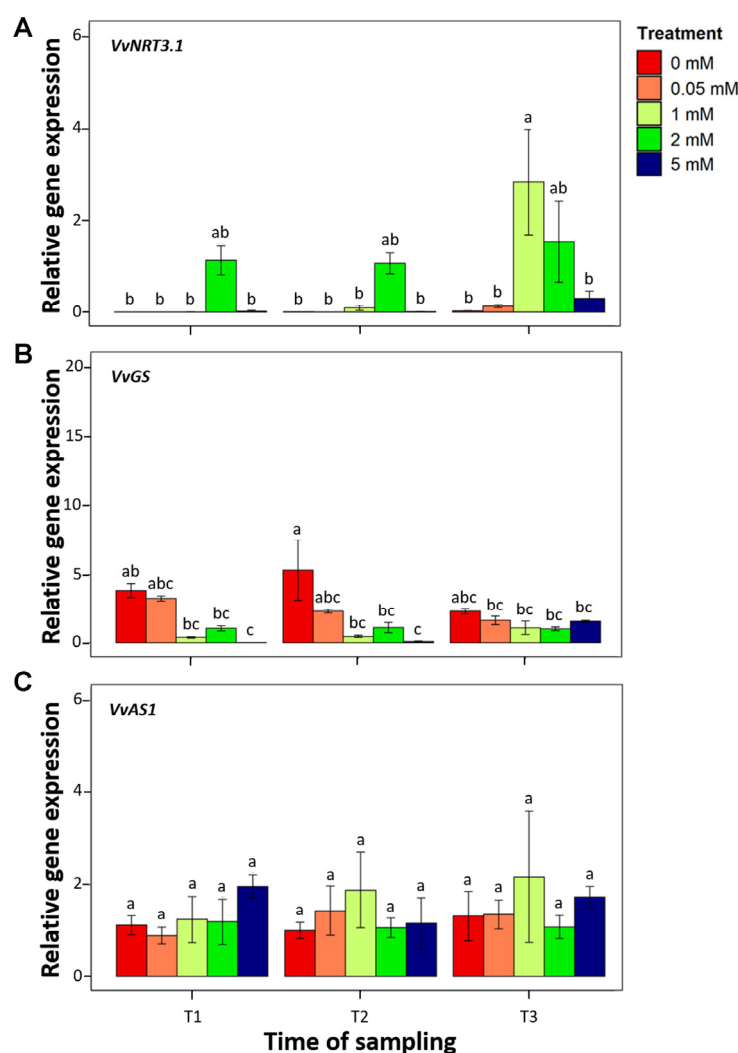 A
VvNRT3.1
Treatment
0 mM
0.05 mM
1 mM
2 mM
5 mM
Relative gene expression
6
4
2
0
b b b ab b b b b ab b b b a ab b
B
VvGS
Relative gene expression
20
15
10
5
0
ab abc bc bc c a abc bc bc c abc bc bc bc bc
C
VvAS1
Relative gene expression
6
4
2
0
a a a a a a a a a a a a a a a
T1 T2 T3
Time of sampling